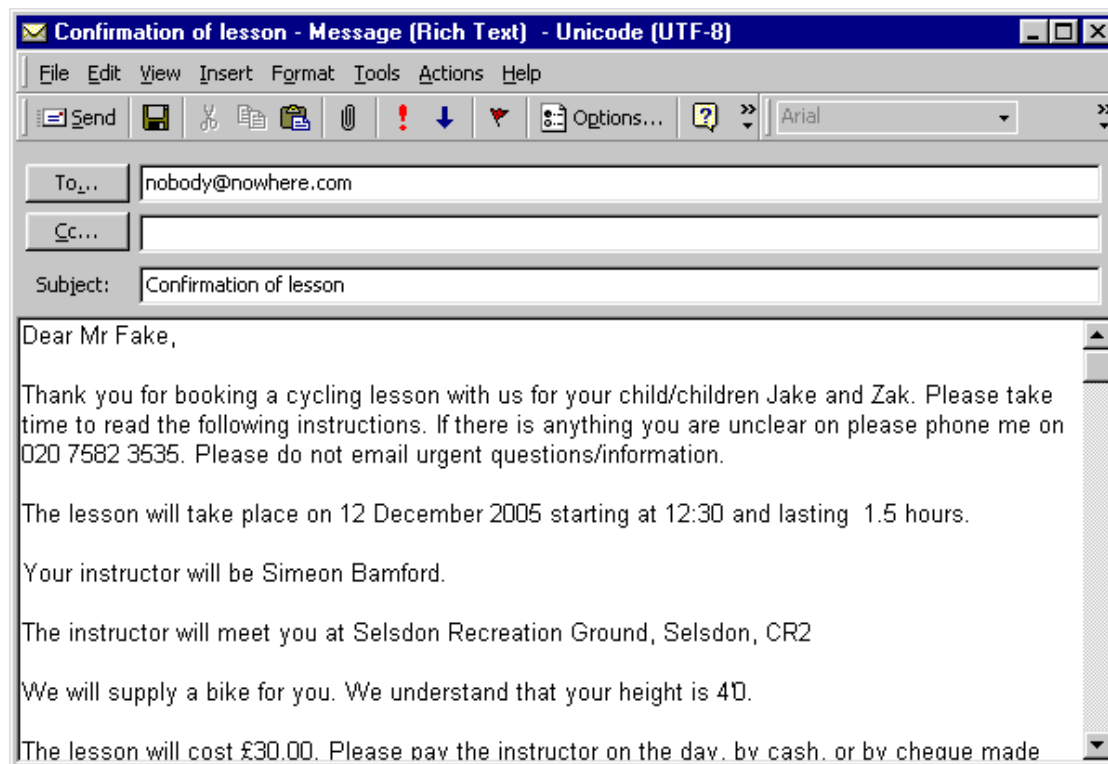 Confirmation of lesson - Message (Rich Text) - Unicode (UTF-8)
File Edit View Insert Format Tools Actions Help
Send Options... Arial
To... nobody@nowhere.com
Cc...
Subject: Confirmation of lesson
Dear Mr Fake,
Thank you for booking a cycling lesson with us for your child/children Jake and Zak. Please take
time to read the following instructions. If there is anything you are unclear on please phone me on
020 7582 3535. Please do not email urgent questions/information.
The lesson will take place on 12 December 2005 starting at 12:30 and lasting  1.5 hours.
Your instructor will be Simeon Bamford.
The instructor will meet you at Selsdon Recreation Ground, Selsdon, CR2
We will supply a bike for you. We understand that your height is 4'0.
The lesson will cost £30.00. Please pay the instructor on the day, by cash, or by cheque made